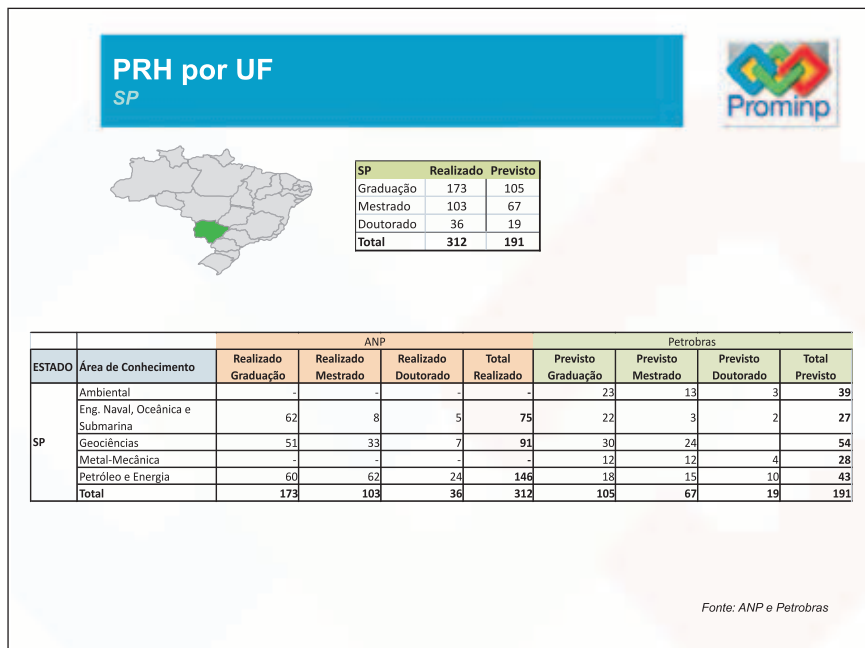 PRH por UF
SP
Prominp
SP Realizado Previsto
Graduação 173 105
Mestrado 103 67
Doutorado 36 19
Total 312 191
ANP Petrobras
ESTADO Área de Conhecimento Realizado Graduação Realizado Mestrado Realizado Doutorado Total Realizado Previsto Graduação Previsto Mestrado Previsto Doutorado Total Previsto
SP
Ambiental - - - - 23 13 3 39
Eng. Naval, Oceânica e Submarina 62 8 5 75 22 3 2 27
Geociências 51 33 7 91 30 24 54
Metal-Mecânica - - - - 12 12 4 28
Petróleo e Energia 60 62 24 146 18 15 10 43
Total 173 103 36 312 105 67 19 191
Fonte: ANP e Petrobras